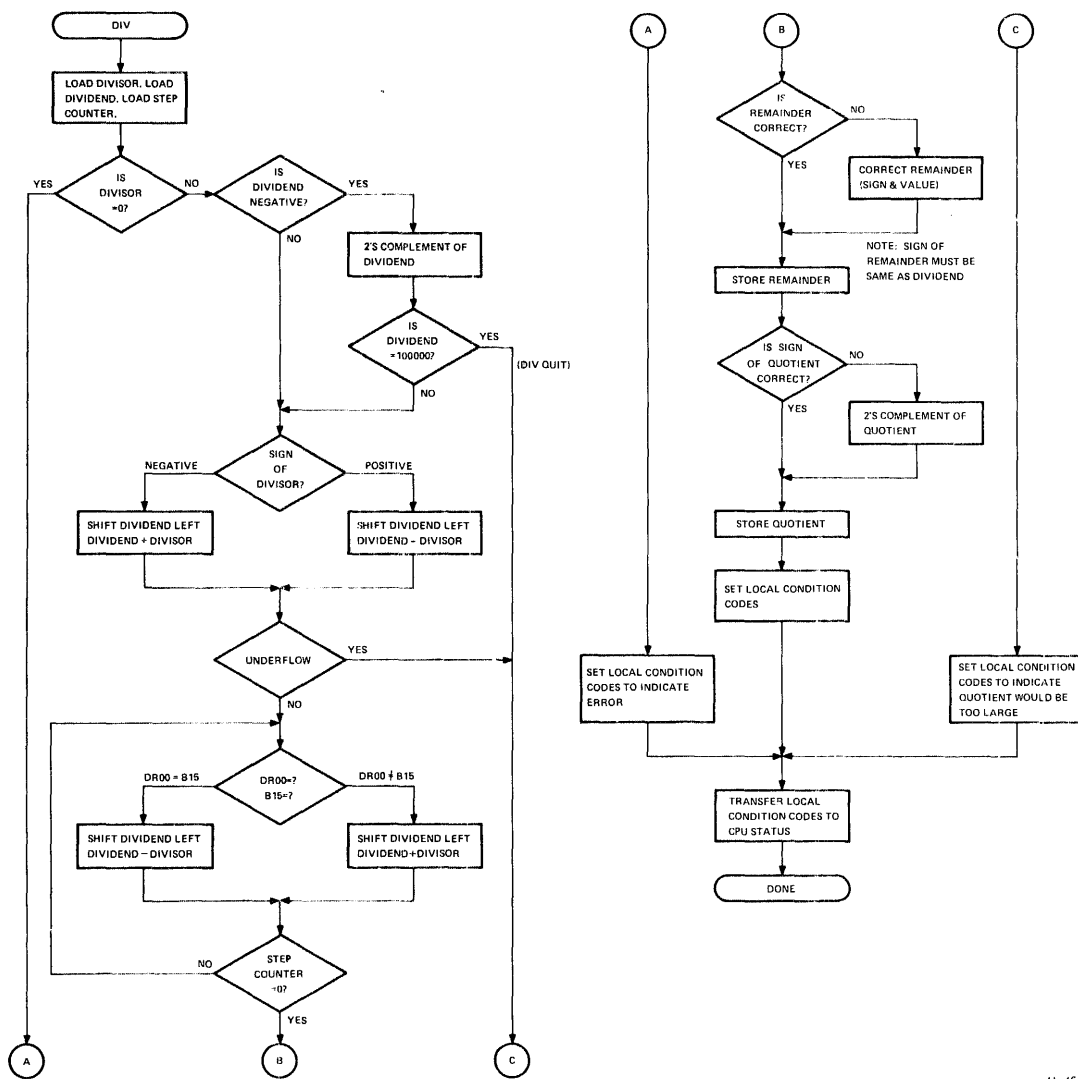 DIV
LOAD DIVISOR. LOAD
DIVIDEND. LOAD STEP
COUNTER.
YES
IS
DIVISOR
=0?
NO
IS
DIVIDEND
NEGATIVE?
YES
NO
2'S COMPLEMENT OF
DIVIDEND
IS
DIVIDEND
=100000?
YES
(DIV QUIT)
NO
NEGATIVE
SIGN
OF
DIVISOR?
POSITIVE
SHIFT DIVIDEND LEFT
DIVIDEND + DIVISOR
SHIFT DIVIDEND LEFT
DIVIDEND - DIVISOR
UNDERFLOW
YES
NO
DR00 = B15
DR00=?
B15=?
DR00 ≠ B15
SHIFT DIVIDEND LEFT
DIVIDEND - DIVISOR
SHIFT DIVIDEND LEFT
DIVIDEND+DIVISOR
NO
STEP
COUNTER
=0?
YES
A
B
C
A
B
C
IS
REMAINDER
CORRECT?
NO
YES
CORRECT REMAINDER
(SIGN & VALUE)
NOTE: SIGN OF
REMAINDER MUST BE
SAME AS DIVIDEND
STORE REMAINDER
IS SIGN
OF QUOTIENT
CORRECT?
NO
YES
2'S COMPLEMENT OF
QUOTIENT
STORE QUOTIENT
SET LOCAL CONDITION
CODES
SET LOCAL CONDITION
CODES TO INDICATE
ERROR
SET LOCAL CONDITION
CODES TO INDICATE
QUOTIENT WOULD BE
TOO LARGE
TRANSFER LOCAL
CONDITION CODES TO
CPU STATUS
DONE